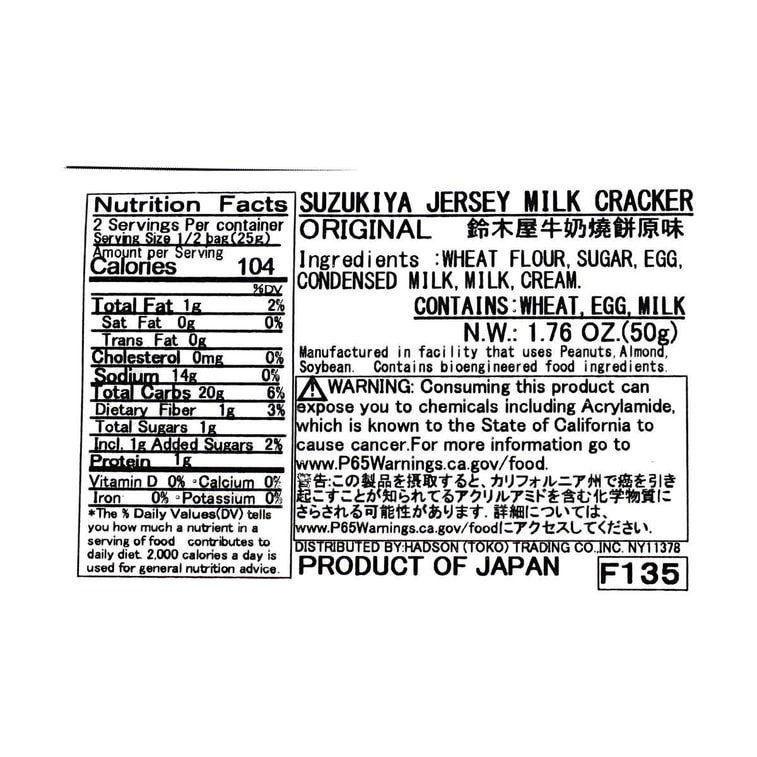 Nutrition Facts
2 Servings Per container
Serving Size 1/2 bag(25g)
Amount per Serving
Calories 104
%DV
Total Fat 1g 2%
Sat Fat 0g 0%
Trans Fat 0g
Cholesterol 0mg 0%
Sodium 14g 0%
Total Carbs 20g 6%
Dietary Fiber 1g 3%
Total Sugars 1g
Incl. 1g Added Sugars 2%
Protein 1g
Vitamin D 0% ◦Calcium 0%
Iron 0% ◦Potassium 0%
*The % Daily Values(DV) tells
you how much a nutrient in a
serving of food contributes to
daily diet. 2,000 calories a day is
used for general nutrition advice.
SUZUKIYA JERSEY MILK CRACKER
ORIGINAL 鈴木屋牛奶燒餅原味
Ingredients :WHEAT FLOUR, SUGAR, EGG,
CONDENSED MILK, MILK, CREAM.
CONTAINS:WHEAT, EGG, MILK
N.W.: 1.76 OZ.(50g)
Manufactured in facility that uses Peanuts, Almond,
Soybean. Contains bioengineered food ingredients.
⚠WARNING: Consuming this product can
expose you to chemicals including Acrylamide,
which is known to the State of California to
cause cancer.For more information go to
www.P65Warnings.ca.gov/food.
警告:この製品を摂取すると、カリフォルニア州で癌を引き
起こすことが知られてるアクリルアミドを含む化学物質に
さらされる可能性があります. 詳細については、
www.P65Warnings.ca.gov/foodにアクセスしてください.
DISTRIBUTED BY:HADSON (TOKO) TRADING CO.,INC. NY11378
PRODUCT OF JAPAN
F135